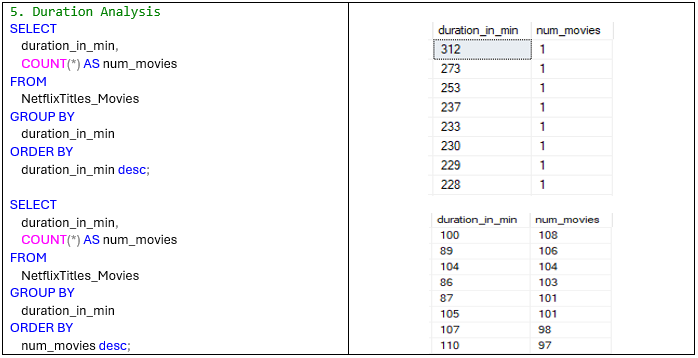 5. Duration Analysis
SELECT
duration_in_min,
COUNT(*) AS num_movies
FROM
NetflixTitles_Movies
GROUP BY
duration_in_min
ORDER BY
duration_in_min desc;
SELECT
duration_in_min,
COUNT(*) AS num_movies
FROM
NetflixTitles_Movies
GROUP BY
duration_in_min
ORDER BY
num_movies desc;
duration_in_min num_movies
312 1
273 1
253 1
237 1
233 1
230 1
229 1
228 1
duration_in_min num_movies
100 108
89 106
104 104
86 103
87 101
105 101
107 98
110 97